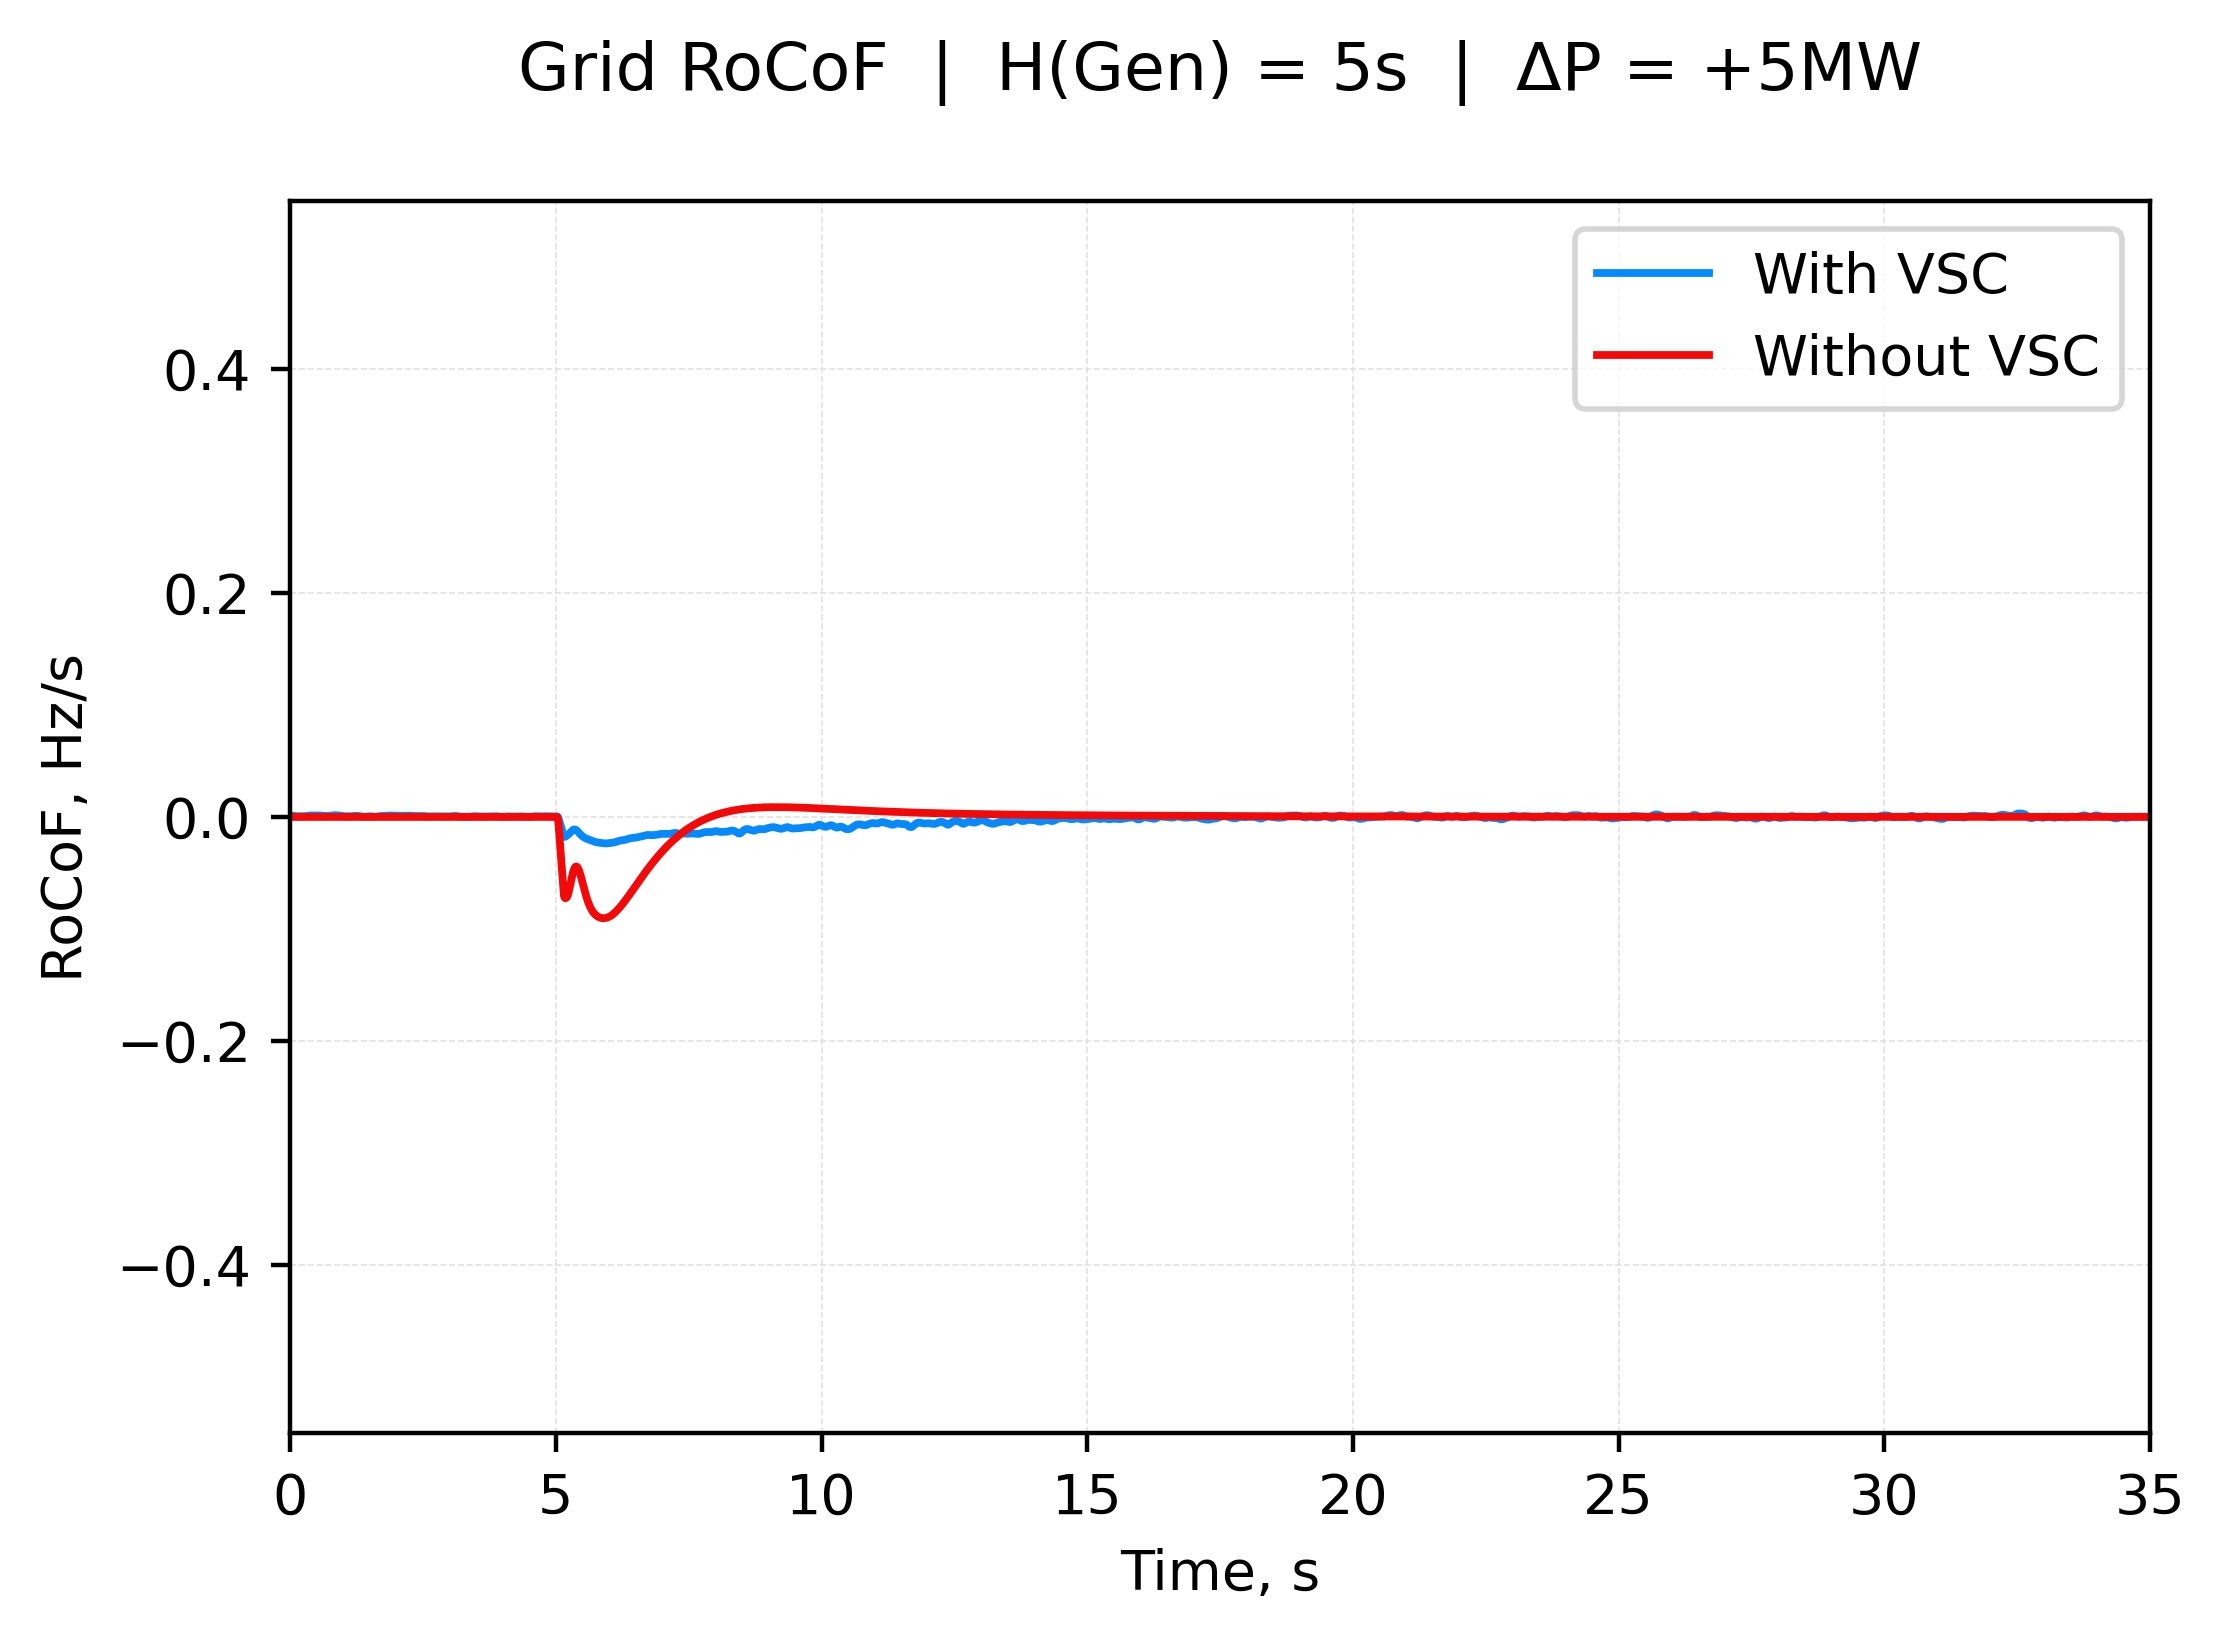 Grid RoCoF | H(Gen) = 5s | ΔP = +5MW
With VSC
Without VSC
0.4
0.2
0.0
−0.2
−0.4
RoCoF, Hz/s
0 5 10 15 20 25 30 35
Time, s